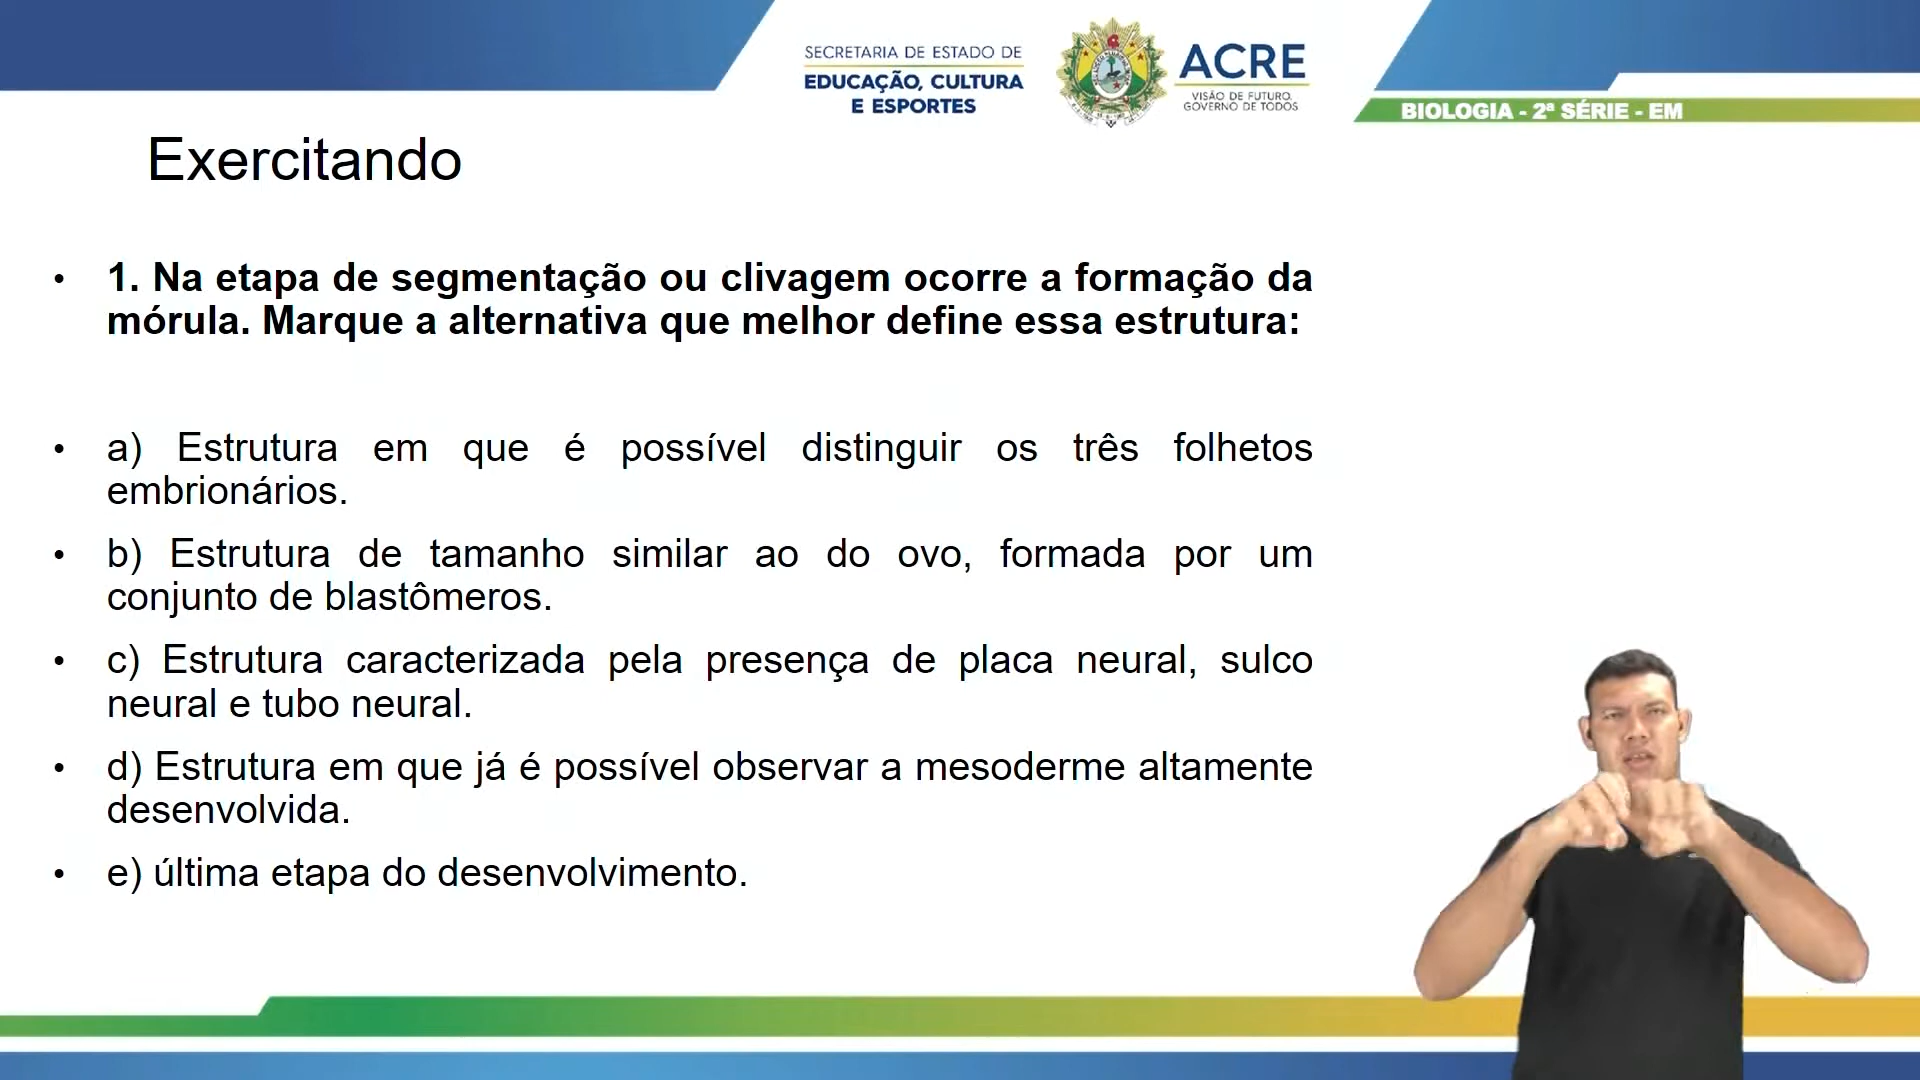 SECRETARIA DE ESTADO DE
EDUCAÇÃO, CULTURA
E ESPORTES
ACRE
VISÃO DE FUTURO.
GOVERNO DE TODOS
BIOLOGIA - 2ª SÉRIE - EM
Exercitando
• 1. Na etapa de segmentação ou clivagem ocorre a formação da
mórula. Marque a alternativa que melhor define essa estrutura:
• a) Estrutura em que é possível distinguir os três folhetos
embrionários.
• b) Estrutura de tamanho similar ao do ovo, formada por um
conjunto de blastômeros.
• c) Estrutura caracterizada pela presença de placa neural, sulco
neural e tubo neural.
• d) Estrutura em que já é possível observar a mesoderme altamente
desenvolvida.
• e) última etapa do desenvolvimento.